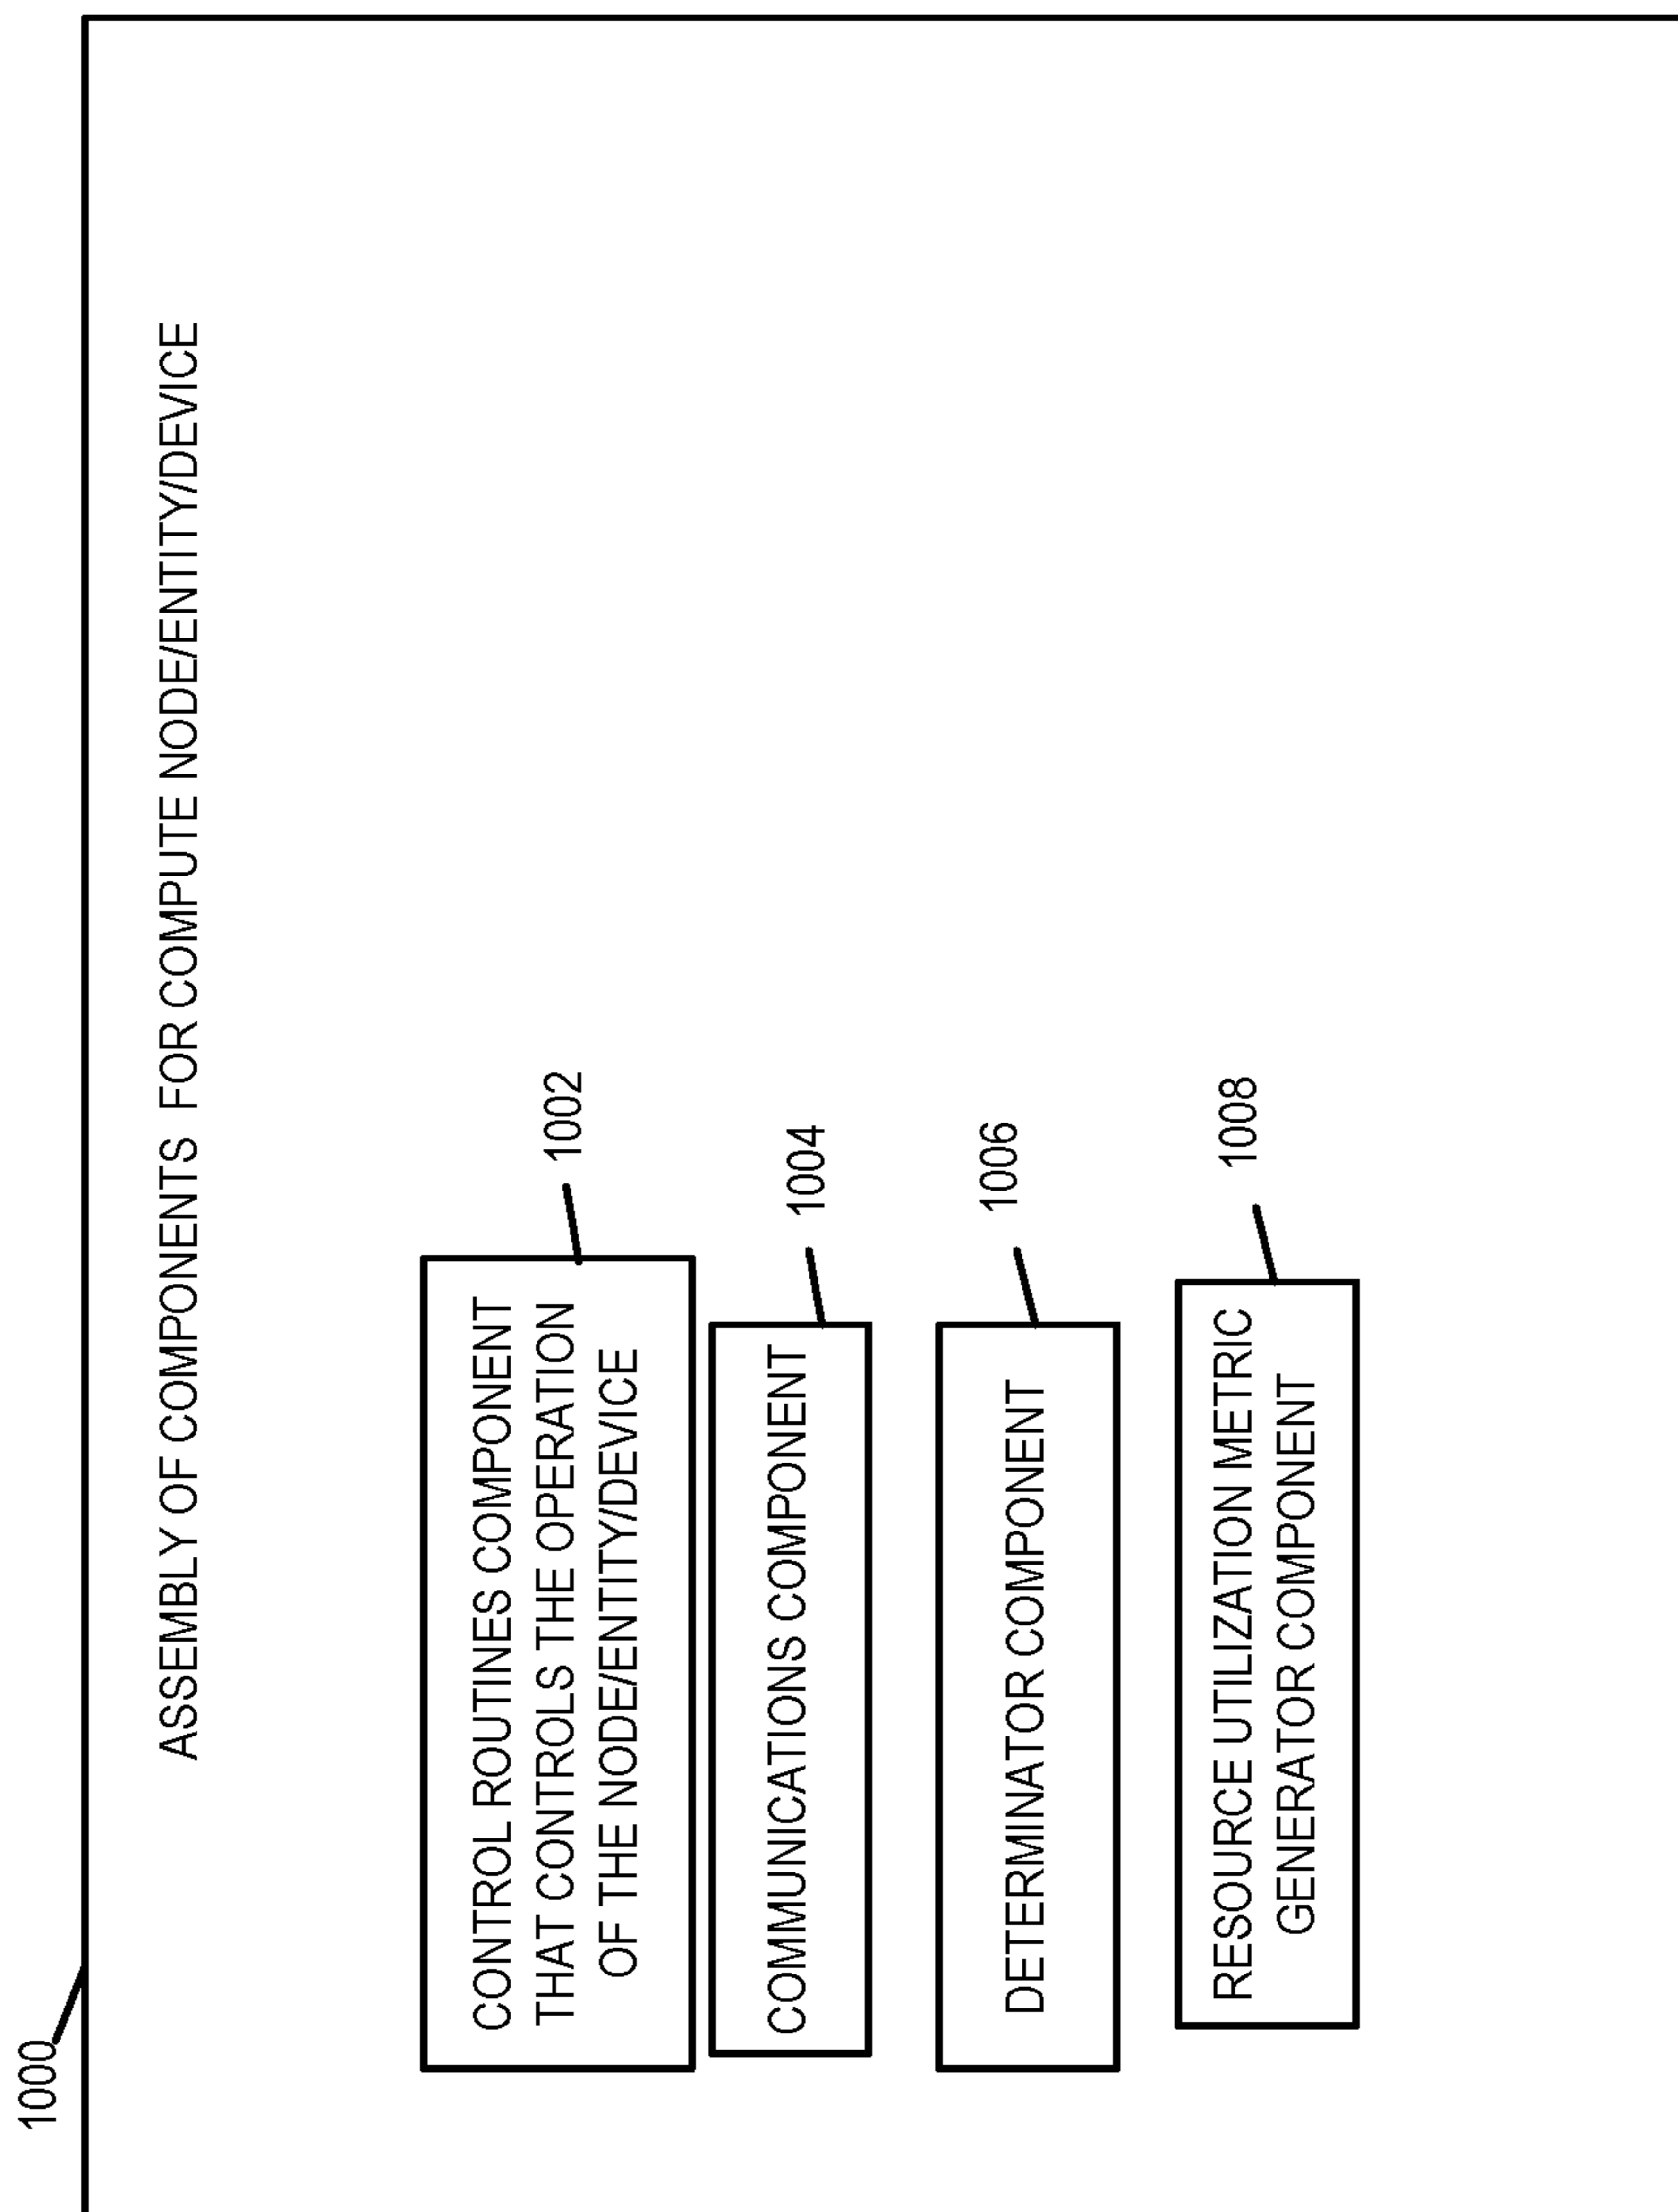 1000
ASSEMBLY OF COMPONENTS FOR COMPUTE NODE/ENTITY/DEVICE
CONTROL ROUTINES COMPONENT
THAT CONTROLS THE OPERATION
OF THE NODE/ENTITY/DEVICE
1002
COMMUNICATIONS COMPONENT
1004
DETERMINATOR COMPONENT
1006
RESOURCE UTILIZATION METRIC
GENERATOR COMPONENT
1008